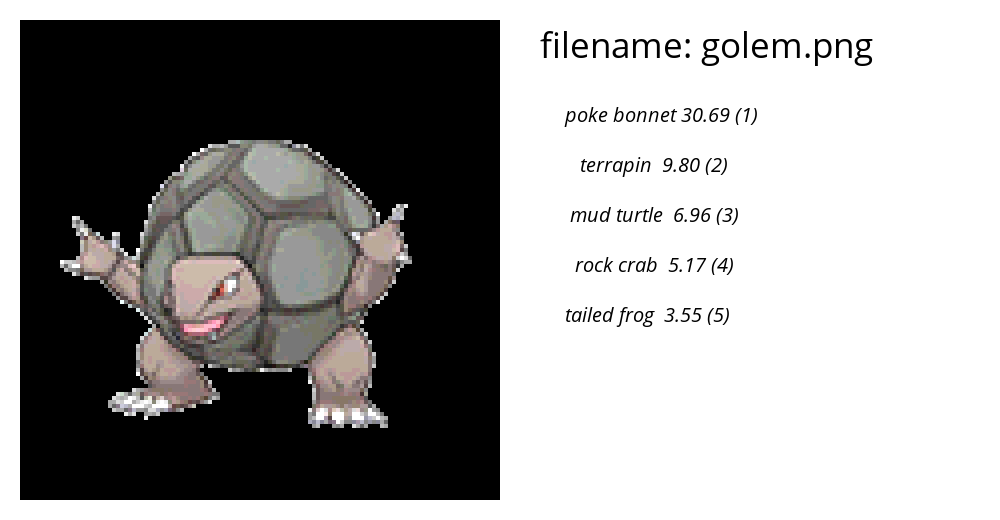 filename: golem.png
poke bonnet 30.69 (1)
terrapin 9.80 (2)
mud turtle 6.96 (3)
rock crab 5.17 (4)
tailed frog 3.55 (5)